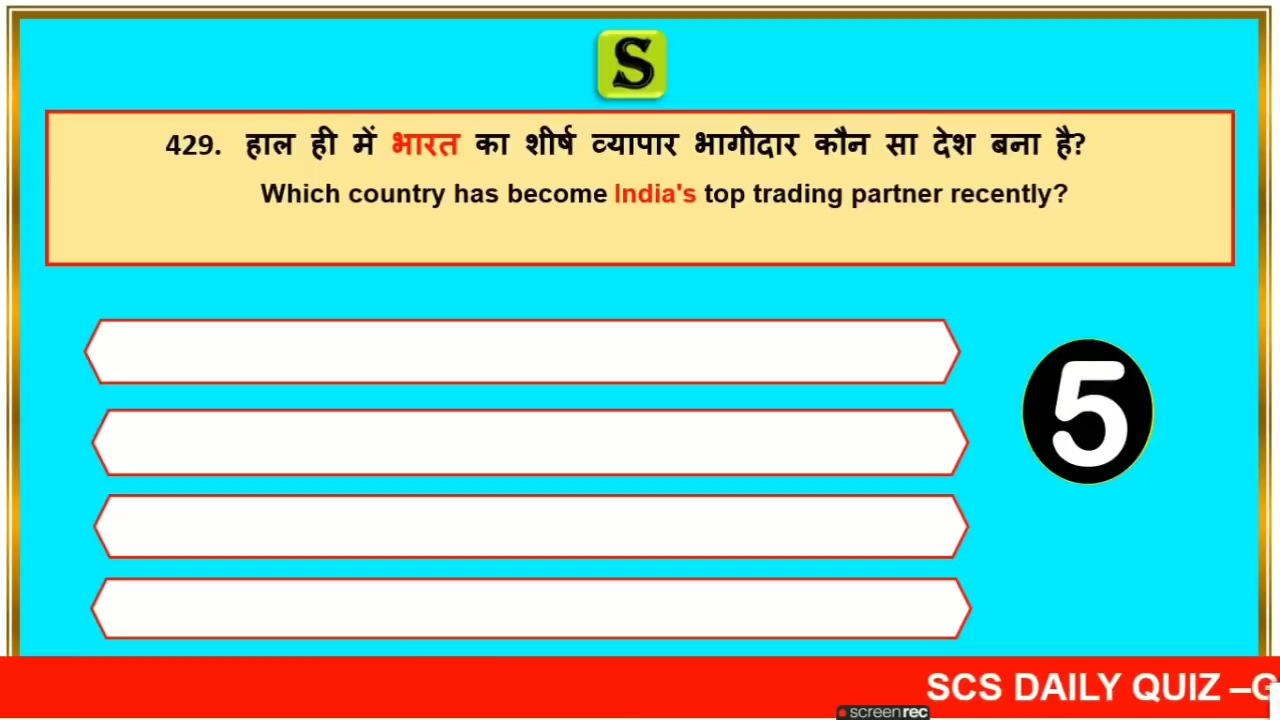 S
429. हाल ही में भारत का शीर्ष व्यापार भागीदार कौन सा देश बना है?
Which country has become India's top trading partner recently?
5
SCS DAILY QUIZ –G
screenrec